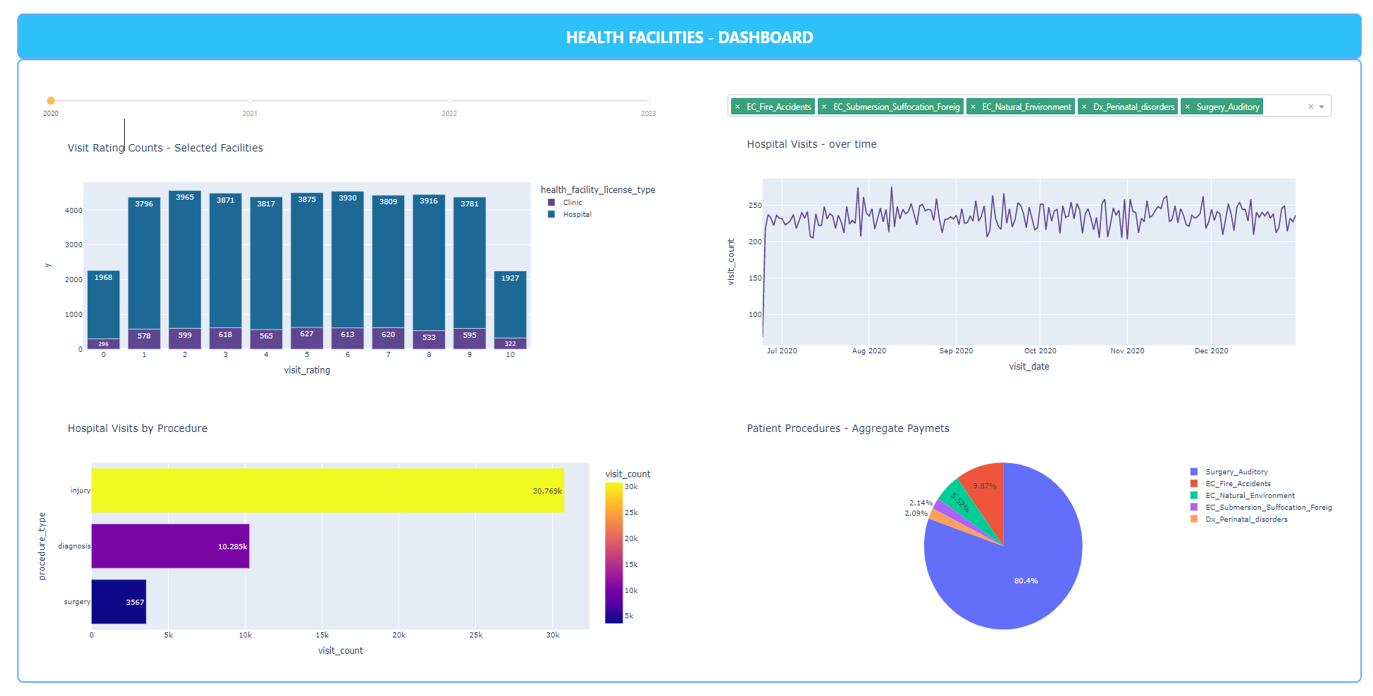 HEALTH FACILITIES - DASHBOARD
2020 2021 2022 2023
× EC_Fire_Accidents × EC_Submersion_Suffocation_Foreig × EC_Natural_Environment × Dx_Perinatal_disorders × Surgery_Auditory ×
Visit Rating Counts - Selected Facilities
health_facility_license_type
Clinic
Hospital
y
4000
3000
2000
1000
0
1968 3796 3965 3871 3817 3875 3930 3809 3916 3781 1927
296 578 599 618 565 627 613 620 533 595 322
0 1 2 3 4 5 6 7 8 9 10
visit_rating
Hospital Visits - over time
visit_count
250
200
150
100
Jul 2020 Aug 2020 Sep 2020 Oct 2020 Nov 2020 Dec 2020
visit_date
Hospital Visits by Procedure
procedure_type
injury 30.769k
diagnosis 10.285k
surgery 3567
0 5k 10k 15k 20k 25k 30k
visit_count
visit_count
30k
25k
20k
15k
10k
5k
Patient Procedures - Aggregate Paymets
9.87%
5.52%
2.14%
2.09%
80.4%
Surgery_Auditory
EC_Fire_Accidents
EC_Natural_Environment
EC_Submersion_Suffocation_Foreig
Dx_Perinatal_disorders